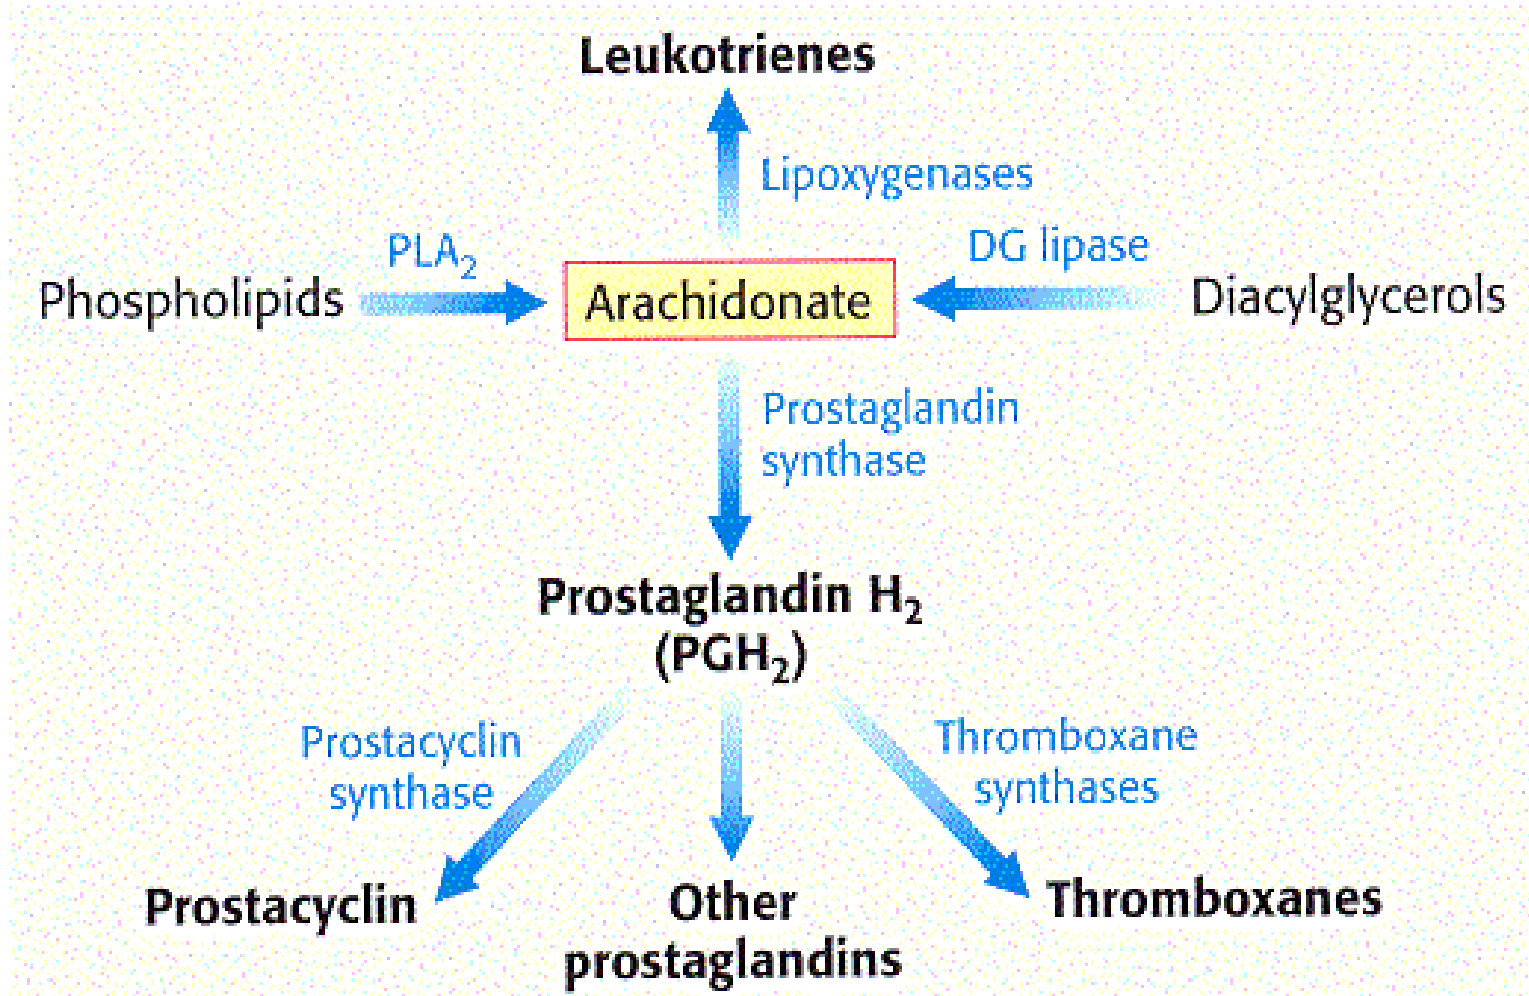 Leukotrienes
Lipoxygenases
PLA₂
DG lipase
Phospholipids
Arachidonate
Diacylglycerols
Prostaglandin
synthase
Prostaglandin H₂
(PGH₂)
Prostacyclin
synthase
Thromboxane
synthases
Prostacyclin
Other
prostaglandins
Thromboxanes